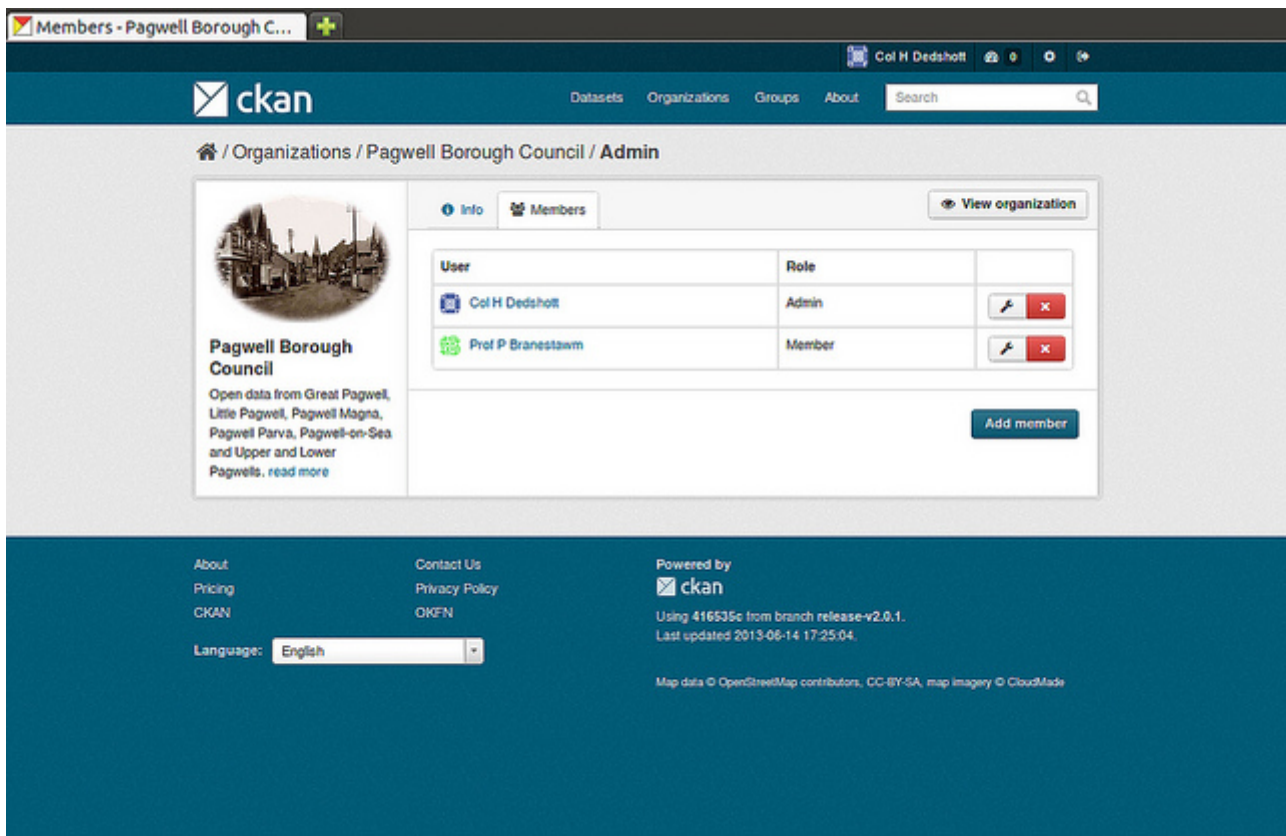 Members - Pagwell Borough C...
Col H Dedshott 0
ckan
Datasets Organizations Groups About Search
/ Organizations / Pagwell Borough Council / Admin
Info Members View organization
User Role
Col H Dedshott Admin
Prof P Branestawm Member
Add member
Pagwell Borough
Council
Open data from Great Pagwell,
Little Pagwell, Pagwell Magna,
Pagwell Parva, Pagwell-on-Sea
and Upper and Lower
Pagwells. read more
About
Pricing
CKAN
Contact Us
Privacy Policy
OKFN
Language: English
Powered by
ckan
Using 416535c from branch release-v2.0.1.
Last updated 2013-06-14 17:25:04.
Map data © OpenStreetMap contributors, CC-BY-SA, map imagery © CloudMade